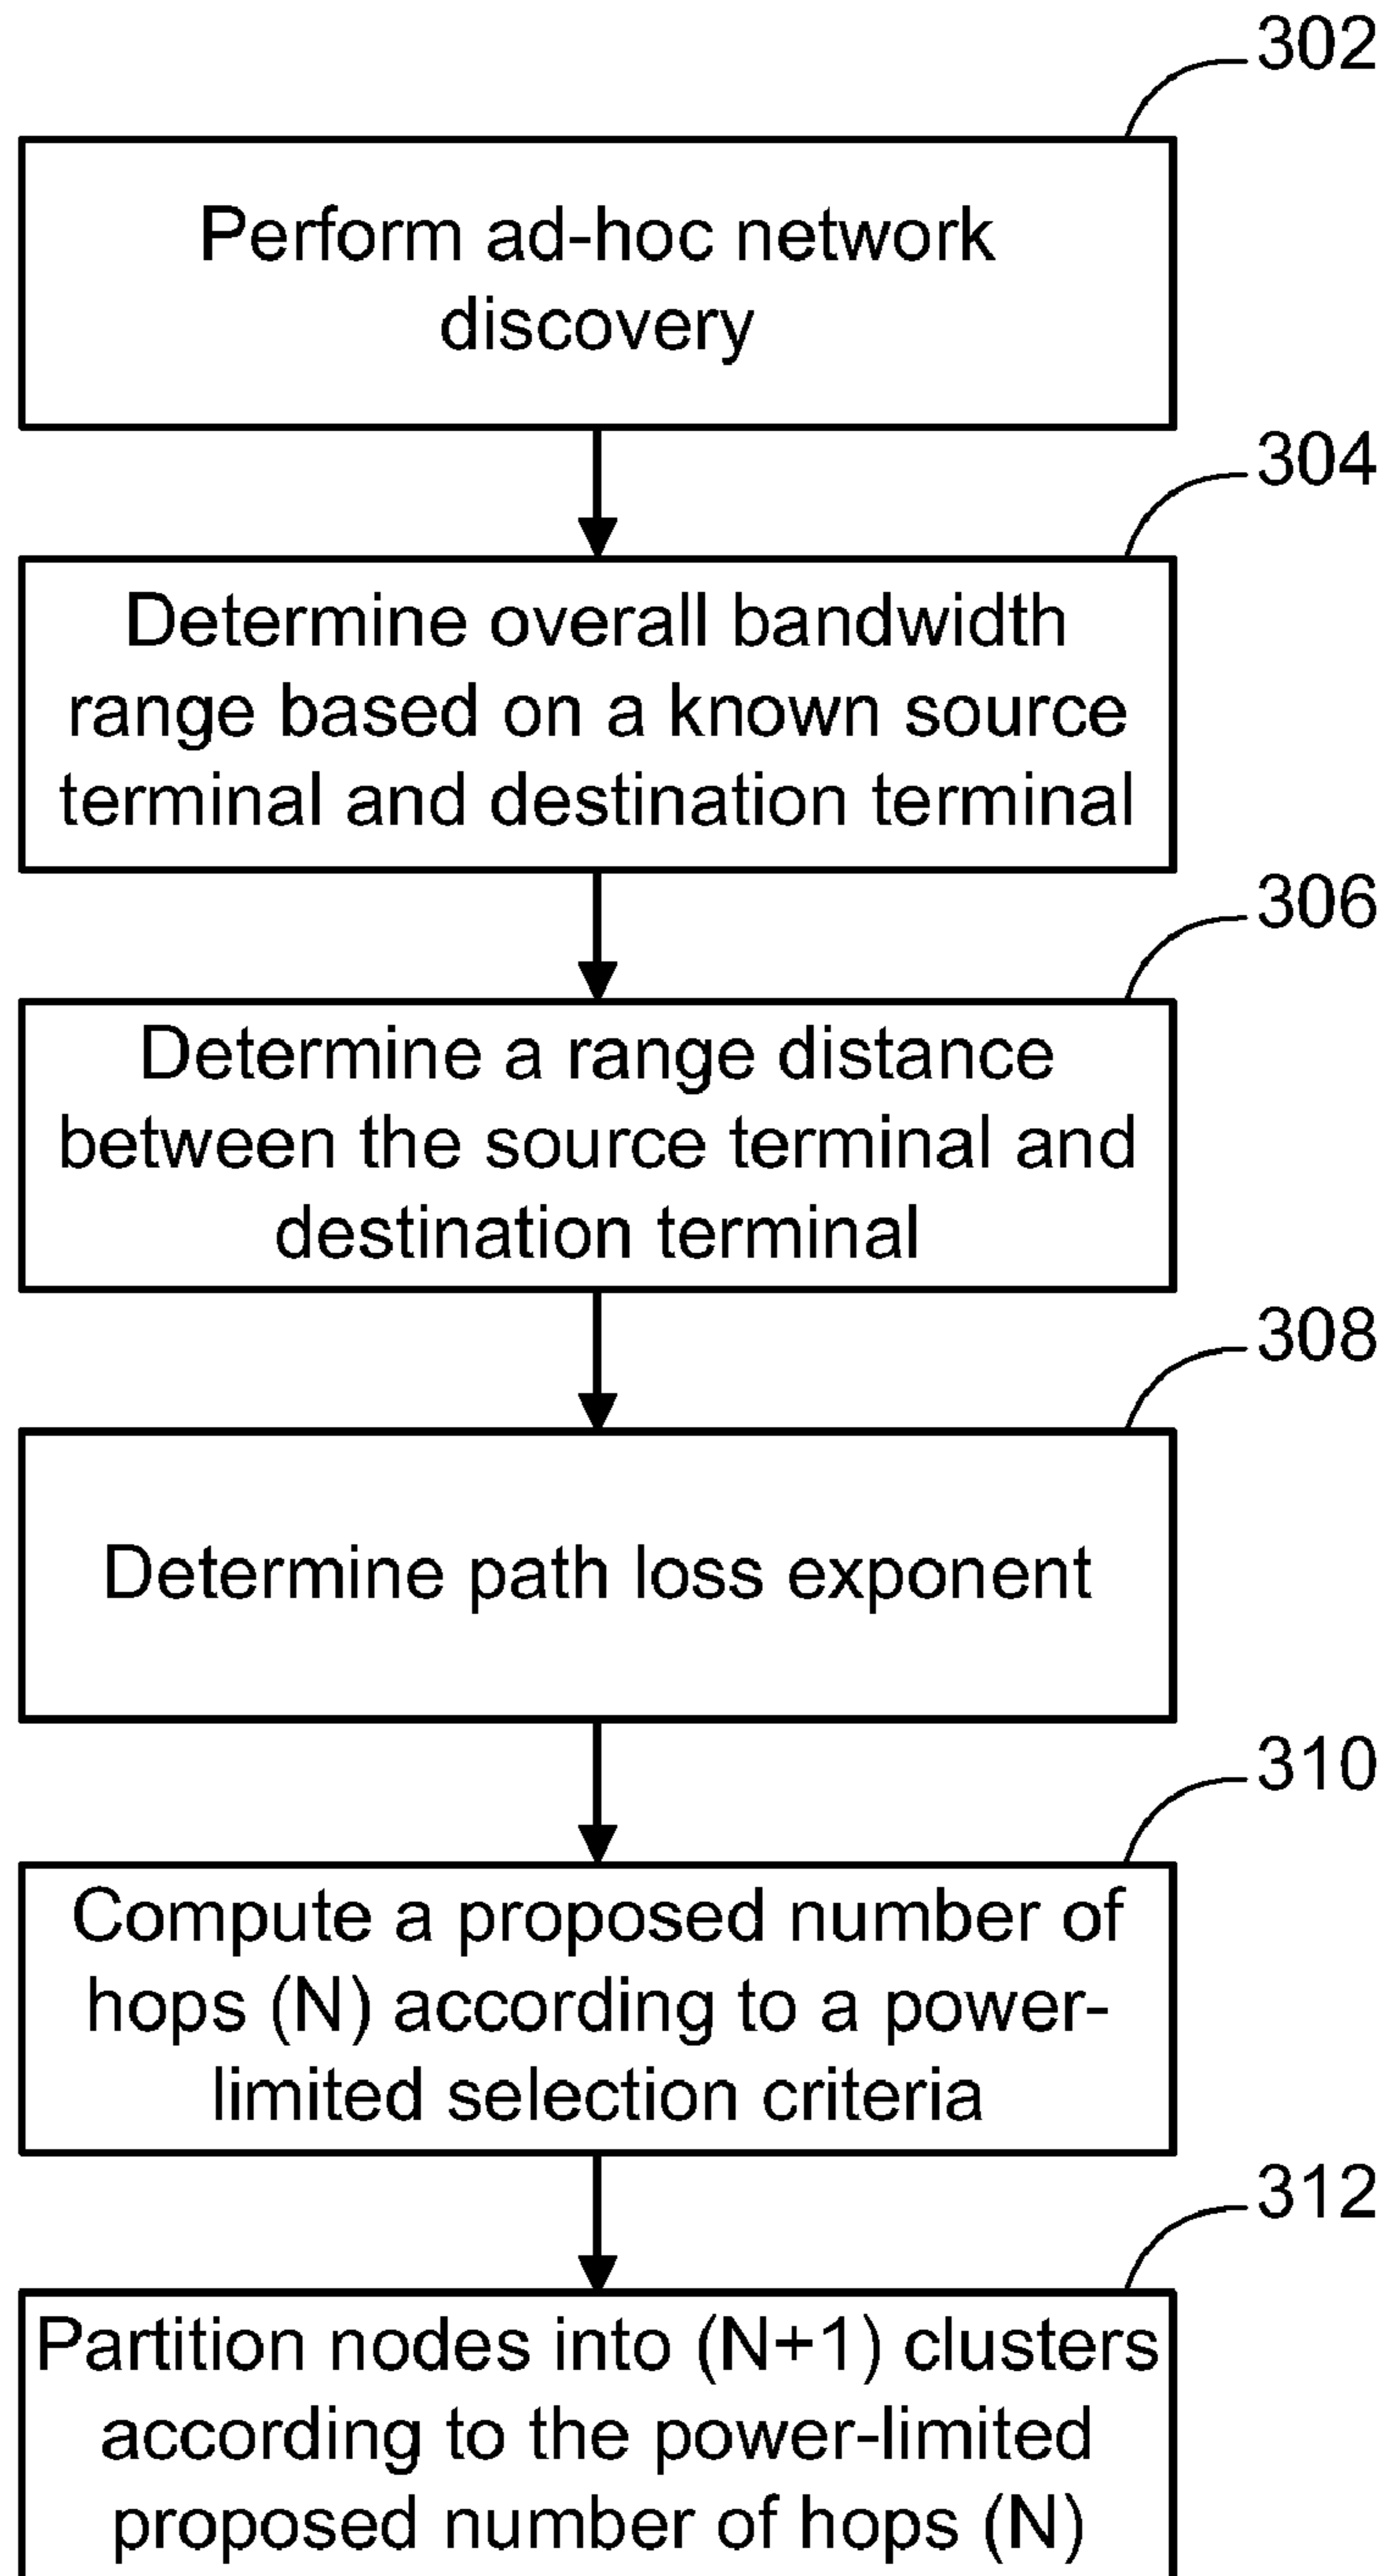 302
Perform ad-hoc network
discovery
304
Determine overall bandwidth
range based on a known source
terminal and destination terminal
306
Determine a range distance
between the source terminal and
destination terminal
308
Determine path loss exponent
310
Compute a proposed number of
hops (N) according to a power-
limited selection criteria
312
Partition nodes into (N+1) clusters
according to the power-limited
proposed number of hops (N)